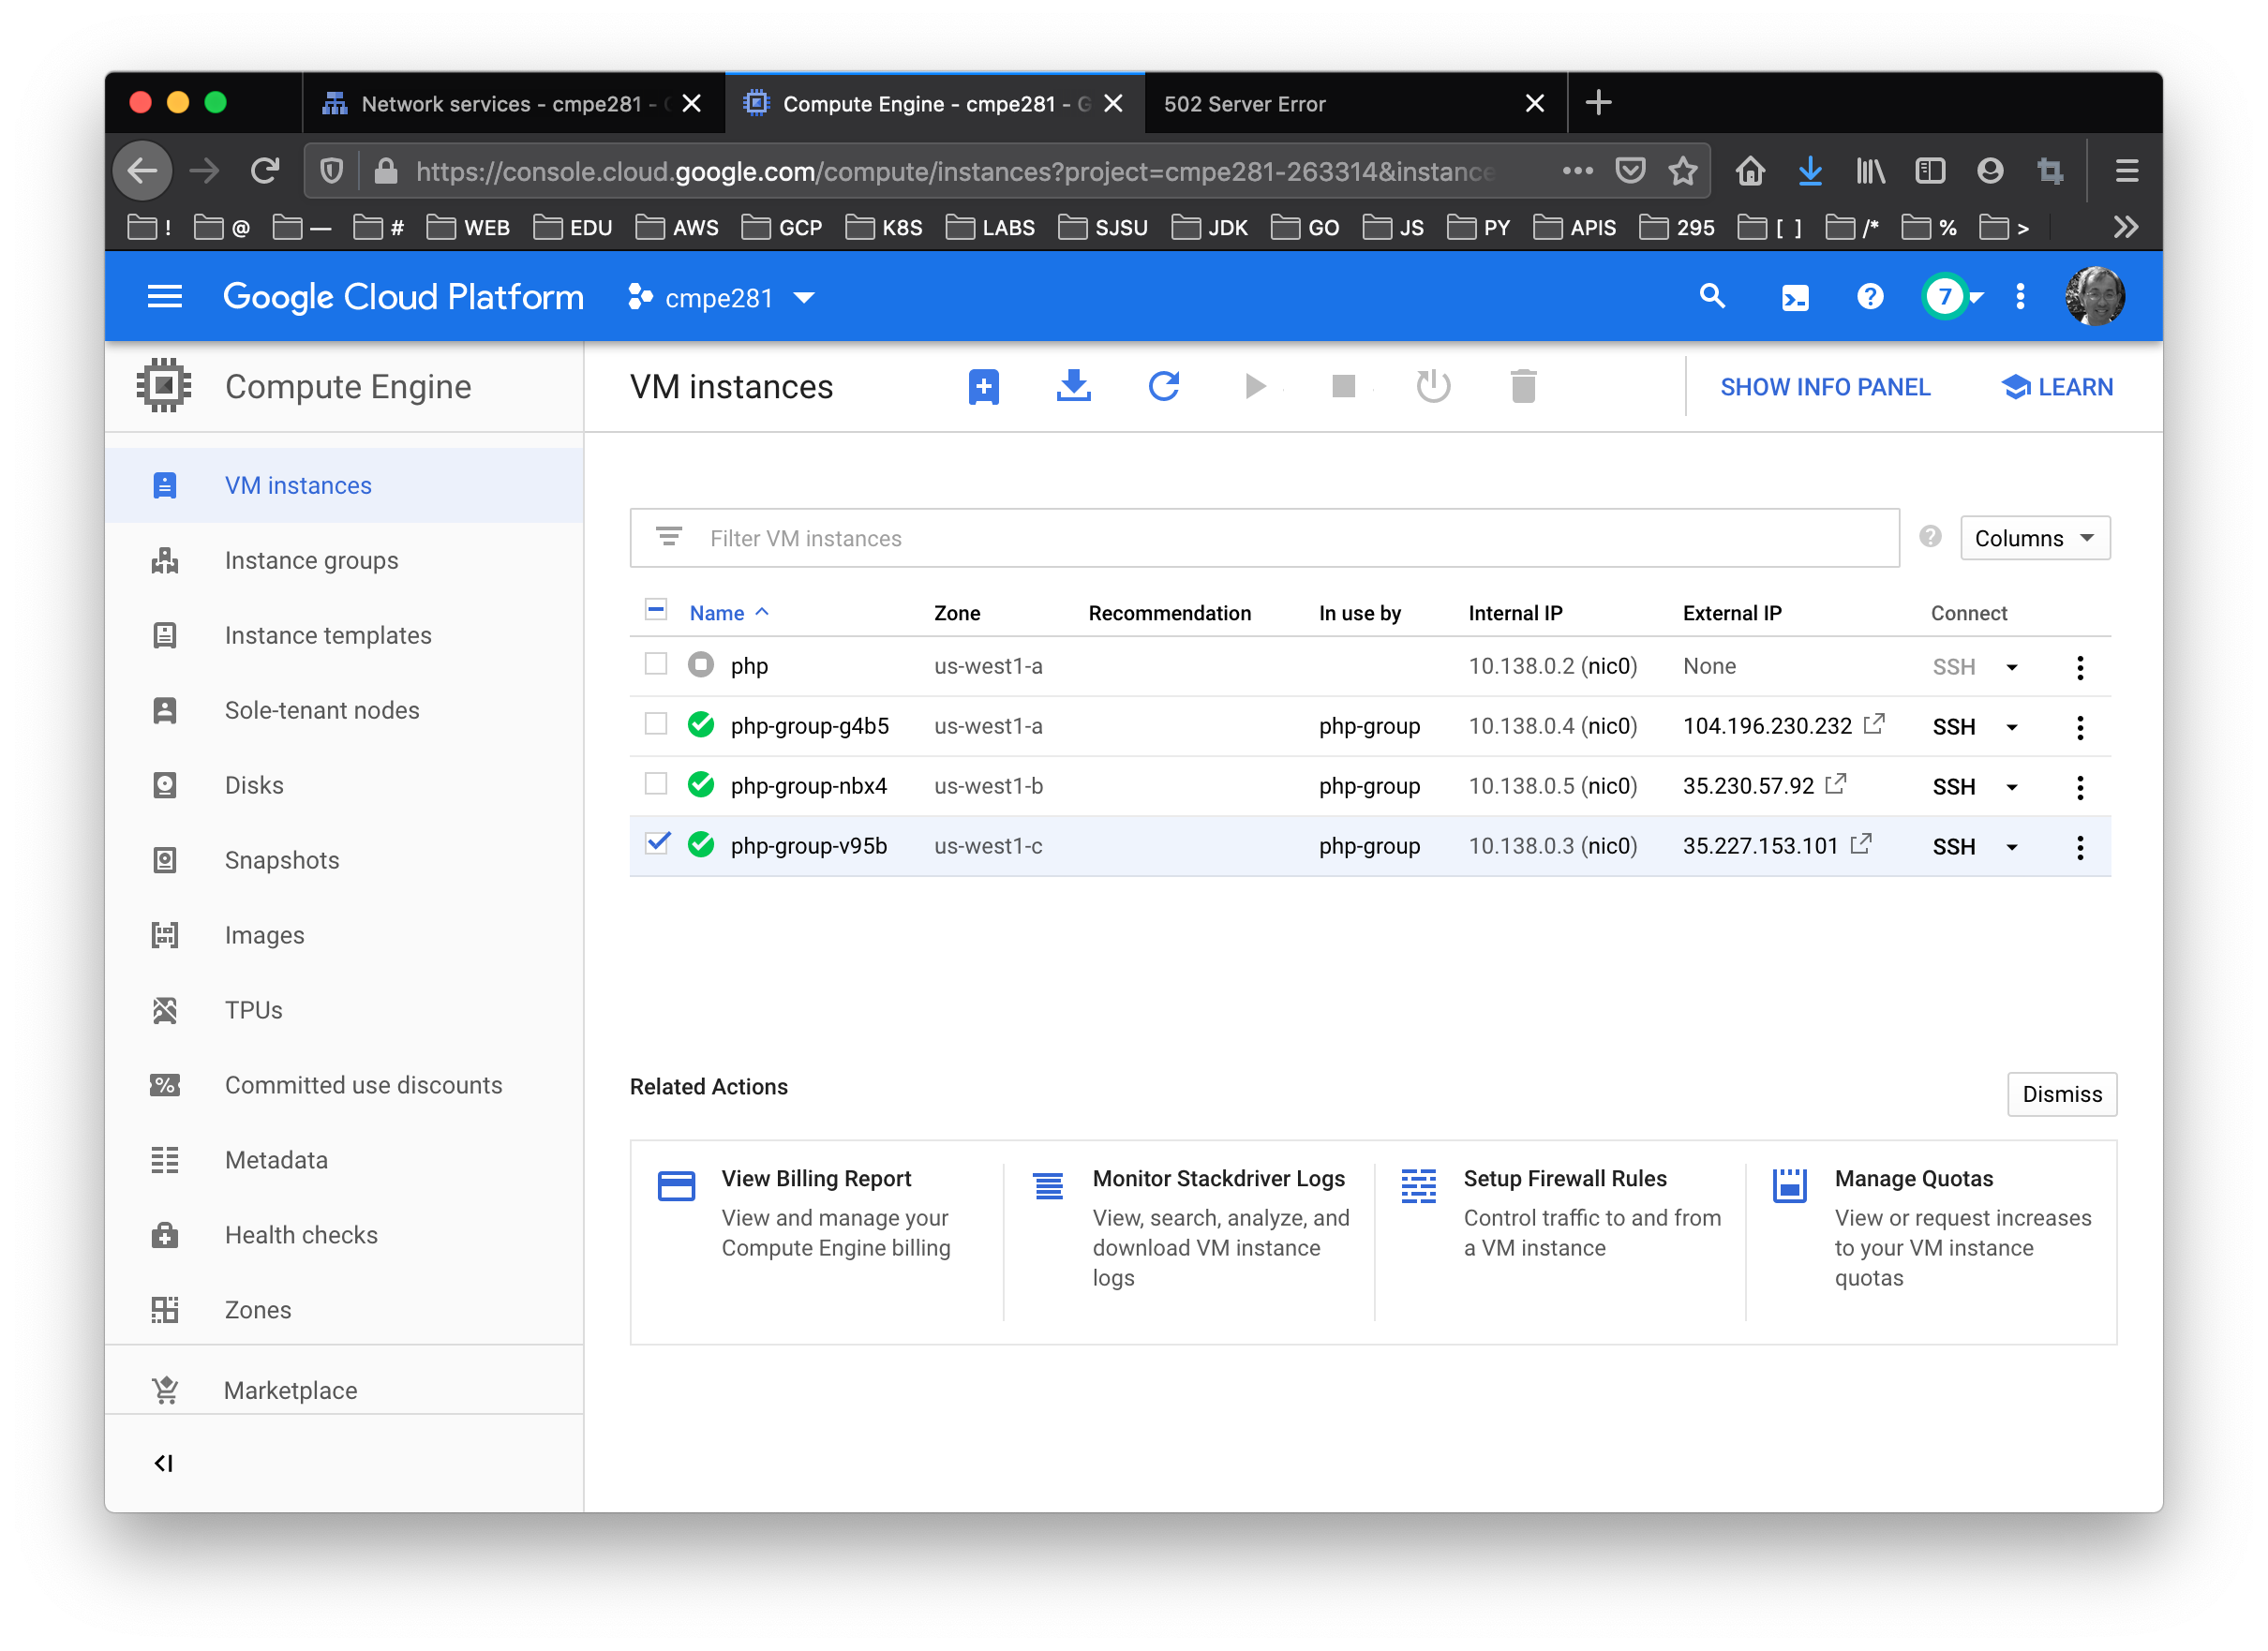 Network services - cmpe281 -
Compute Engine - cmpe281 - G
502 Server Error
https://console.cloud.google.com/compute/instances?project=cmpe281-263314&instance
! @ — # WEB EDU AWS GCP K8S LABS SJSU JDK GO JS PY APIS 295 [ ] /* % >
Google Cloud Platform cmpe281 7
Compute Engine
VM instances SHOW INFO PANEL LEARN
VM instances
Instance groups
Instance templates
Sole-tenant nodes
Disks
Snapshots
Images
TPUs
Committed use discounts
Metadata
Health checks
Zones
Marketplace
Filter VM instances Columns
Name Zone Recommendation In use by Internal IP External IP Connect
php us-west1-a 10.138.0.2 (nic0) None SSH
php-group-g4b5 us-west1-a php-group 10.138.0.4 (nic0) 104.196.230.232 SSH
php-group-nbx4 us-west1-b php-group 10.138.0.5 (nic0) 35.230.57.92 SSH
php-group-v95b us-west1-c php-group 10.138.0.3 (nic0) 35.227.153.101 SSH
Related Actions Dismiss
View Billing Report
View and manage your
Compute Engine billing
Monitor Stackdriver Logs
View, search, analyze, and
download VM instance
logs
Setup Firewall Rules
Control traffic to and from
a VM instance
Manage Quotas
View or request increases
to your VM instance
quotas